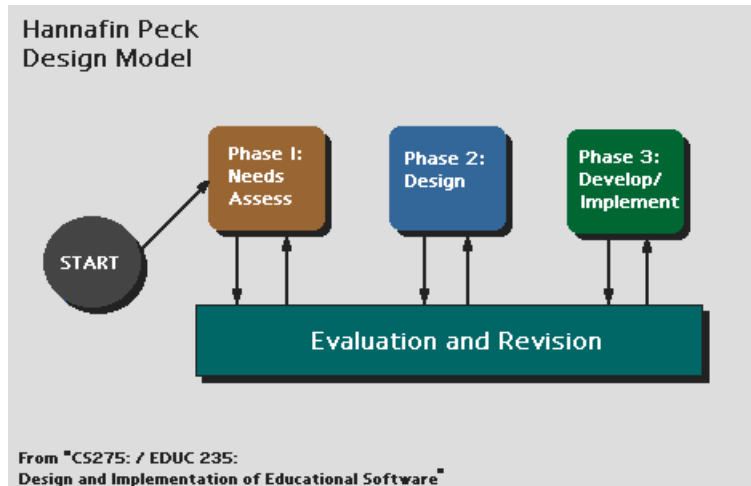 Hannafin Peck
Design Model
Phase 1:
Needs
Assess
Phase 2:
Design
Phase 3:
Develop/
Implement
START
Evaluation and Revision
From "CS275: / EDUC 235:
Design and Implementation of Educational Software"